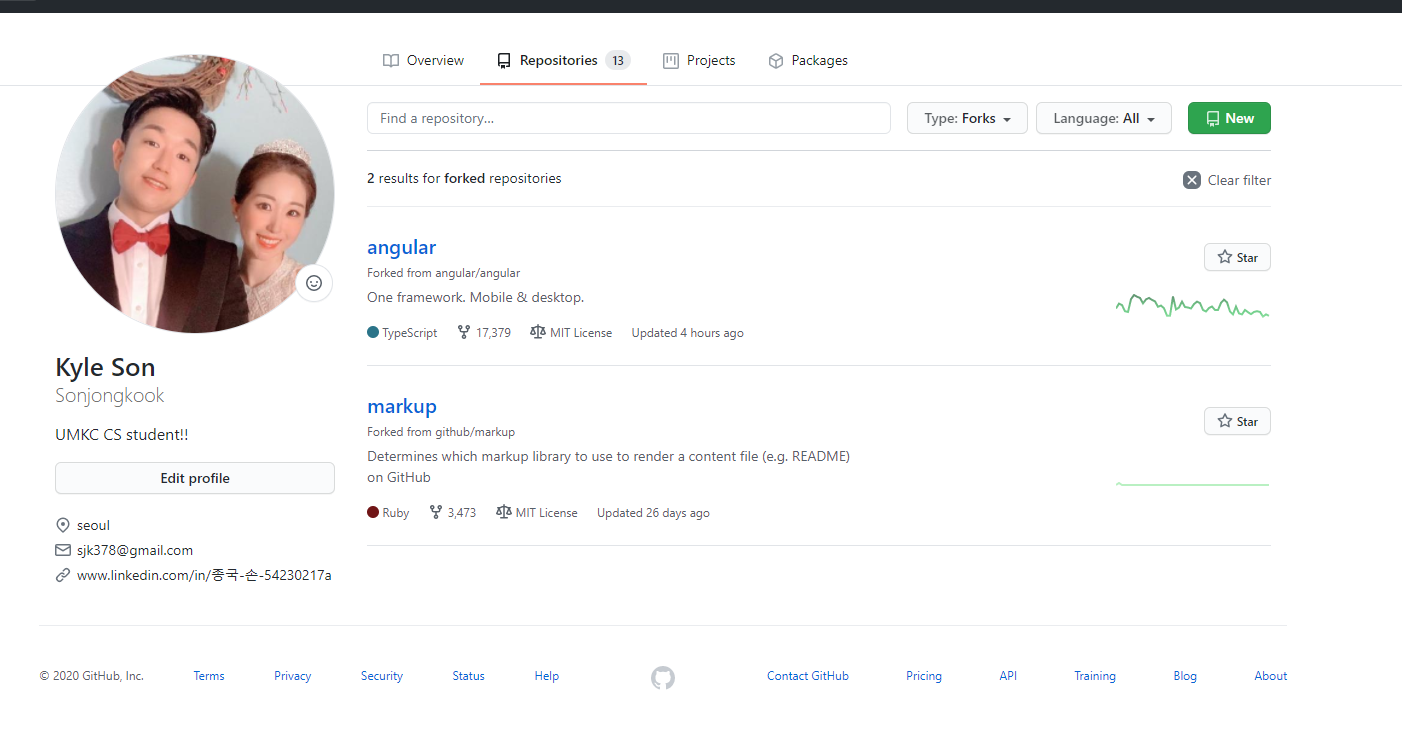 Overview
Repositories 13
Projects
Packages
Find a repository...
Type: Forks
Language: All
New
2 results for forked repositories
Clear filter
angular
Star
Forked from angular/angular
One framework. Mobile & desktop.
TypeScript 17,379 MIT License Updated 4 hours ago
markup
Star
Forked from github/markup
Determines which markup library to use to render a content file (e.g. README)
on GitHub
Ruby 3,473 MIT License Updated 26 days ago
Kyle Son
Sonjongkook
UMKC CS student!!
Edit profile
seoul
sjk378@gmail.com
www.linkedin.com/in/종국-손-54230217a
© 2020 GitHub, Inc. Terms Privacy Security Status Help Contact GitHub Pricing API Training Blog About